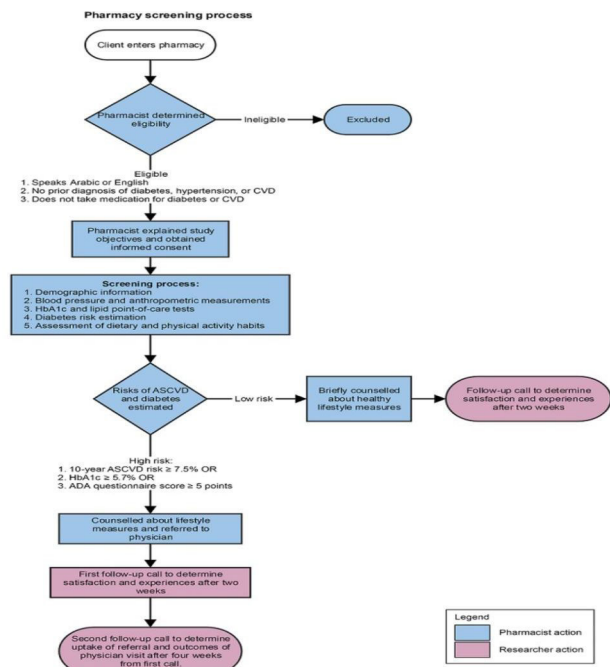 Pharmacy screening process
Client enters pharmacy
Pharmacist determined
eligibility
Ineligible
Excluded
Eligible
1. Speaks Arabic or English
2. No prior diagnosis of diabetes, hypertension, or CVD
3. Does not take medication for diabetes or CVD
Pharmacist explained study
objectives and obtained
informed consent
Screening process:
1. Demographic information
2. Blood pressure and anthropometric measurements
3. HbA1c and lipid point-of-care tests
4. Diabetes risk estimation
5. Assessment of dietary and physical activity habits
Risks of ASCVD
and diabetes
estimated
Low risk
Briefly counselled
about healthy
lifestyle measures
Follow-up call to determine
satisfaction and experiences
after two weeks
High risk:
1. 10-year ASCVD risk ≥ 7.5% OR
2. HbA1c ≥ 5.7% OR
3. ADA questionnaire score ≥ 5 points
Counselled about lifestyle
measures and referred to
physician
First follow-up call to determine
satisfaction and experiences after two
weeks
Second follow-up call to determine
uptake of referral and outcomes of
physician visit after four weeks
from first call.
Legend
Pharmacist action
Researcher action